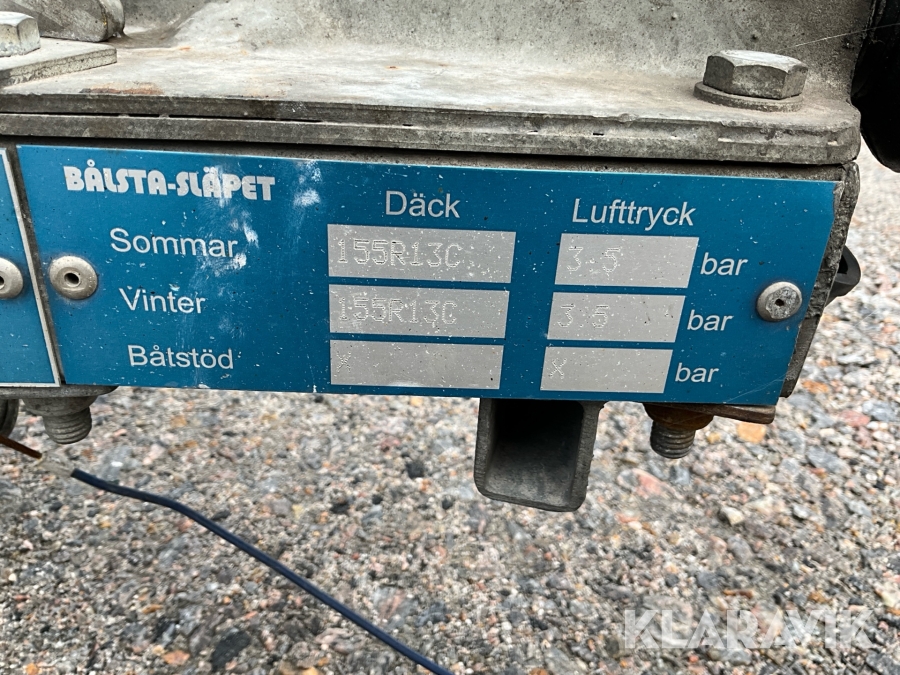 BÅLSTA-SLÄPET
Däck Lufttryck
Sommar 155R13C 3.5 bar
Vinter 155R13C 3.5 bar
Båtstöd X X bar
KLARAVIK